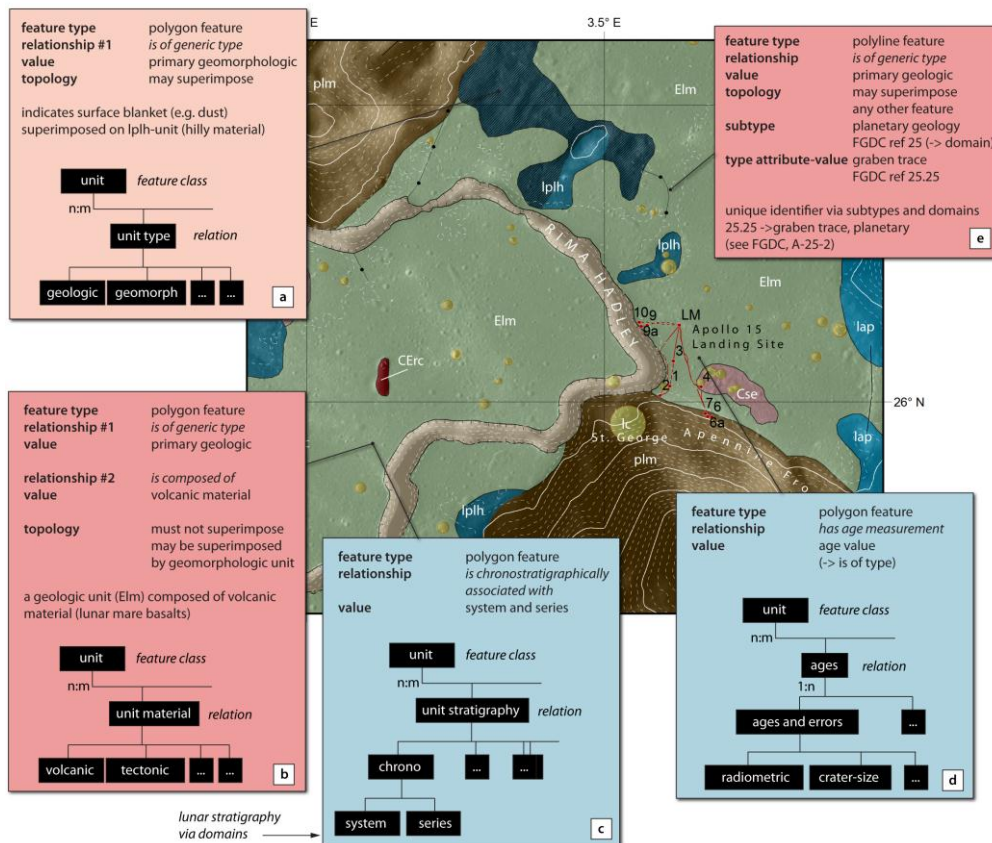 feature type polygon feature
relationship #1 is of generic type
value primary geomorphologic
topology may superimpose
indicates surface blanket (e.g. dust)
superimposed on lplh-unit (hilly material)
unit feature class
n:m
unit type relation
geologic geomorph ... ...
a
feature type polygon feature
relationship #1 is of generic type
value primary geologic
relationship #2 is composed of
value volcanic material
topology must not superimpose
may be superimposed
by geomorphologic unit
a geologic unit (Elm) composed of volcanic
material (lunar mare basalts)
unit feature class
n:m
unit material relation
volcanic tectonic ... ...
b
lunar stratigraphy
via domains
° E
3.5° E
plm
Elm
lplh
RIMA HADLEY
lplh
Elm
Elm
109 LM
9a
Apollo 15
Landing Site
3
CErc
1
2
4
Cse
76
6a
26° N
Iap
Iap
Ic
St. George
Apennine Fro
plm
lplh
feature type polygon feature
relationship is chronostratigraphically
associated with
value system and series
unit feature class
n:m
unit stratigraphy relation
chrono ... ...
system series
c
feature type polygon feature
relationship has age measurement
value age value
(-> is of type)
unit feature class
n:m
ages relation
1:n
ages and errors ...
radiometric crater-size ...
d
feature type polyline feature
relationship is of generic type
value primary geologic
topology may superimpose
any other feature
subtype planetary geology
FGDC ref 25 (-> domain)
type attribute-value graben trace
FGDC ref 25.25
unique identifier via subtypes and domains
25.25 ->graben trace, planetary
(see FGDC, A-25-2)
e